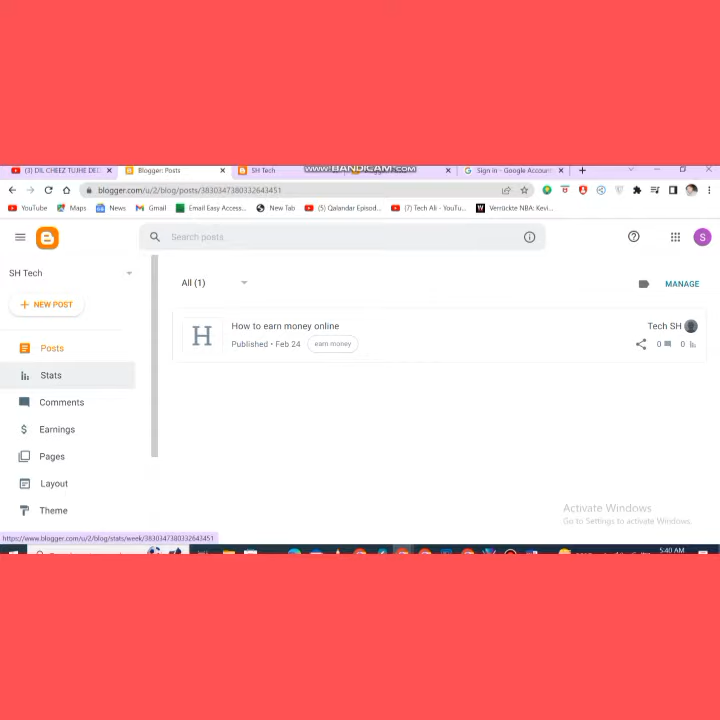 (3) DIL CHEEZ TUJHE DED
Blogger: Posts
SH Tech
WWW.BANDICAM.COM
Sign in - Google Accounts
blogger.com/u/2/blog/posts/3830347380332643451
YouTube
Maps
News
Gmail
Email Easy Access...
New Tab
(5) Qalandar Episod...
(7) Tech Ali - YouTu...
Verrückte NBA: Kevi...
Search posts
S
SH Tech
All (1)
MANAGE
+ NEW POST
H
How to earn money online
Tech SH
Published • Feb 24
earn money
0
0
Posts
Stats
Comments
Earnings
Pages
Layout
Theme
Activate Windows
Go to Settings to activate Windows.
https://www.blogger.com/u/2/blog/stats/week/3830347380332643451
5:40 AM